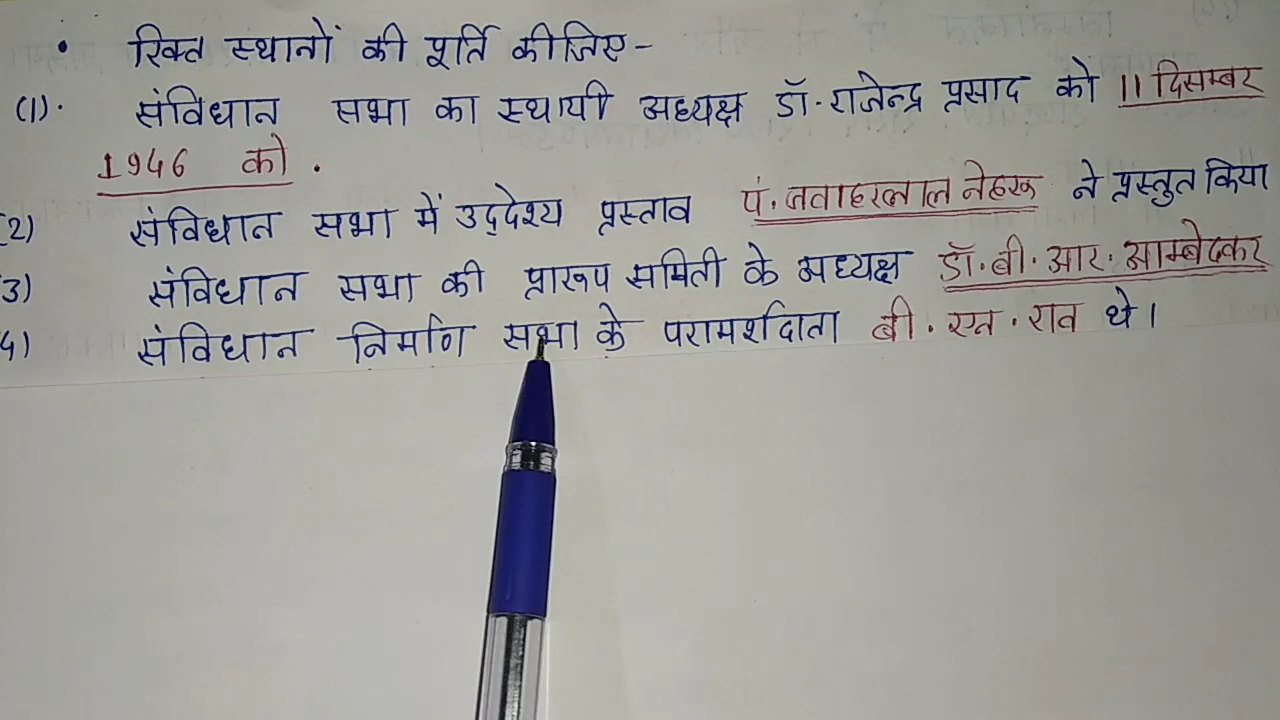 • रिक्त स्थानों की पूर्ति कीजिए -
(1). संविधान सभा का स्थायी अध्यक्ष डॉ. राजेन्द्र प्रसाद को 11 दिसम्बर
1946 को .
(2) संविधान सभा में उद्देश्य प्रस्ताव पं. जवाहरलाल नेहरू ने प्रस्तुत किया
3) संविधान सभा की प्रारूप समिती के अध्यक्ष डॉ. बी. आर. आम्बेदकर
4) संविधान निर्माण सभा के परामर्शदाता बी. एन. राव थे।